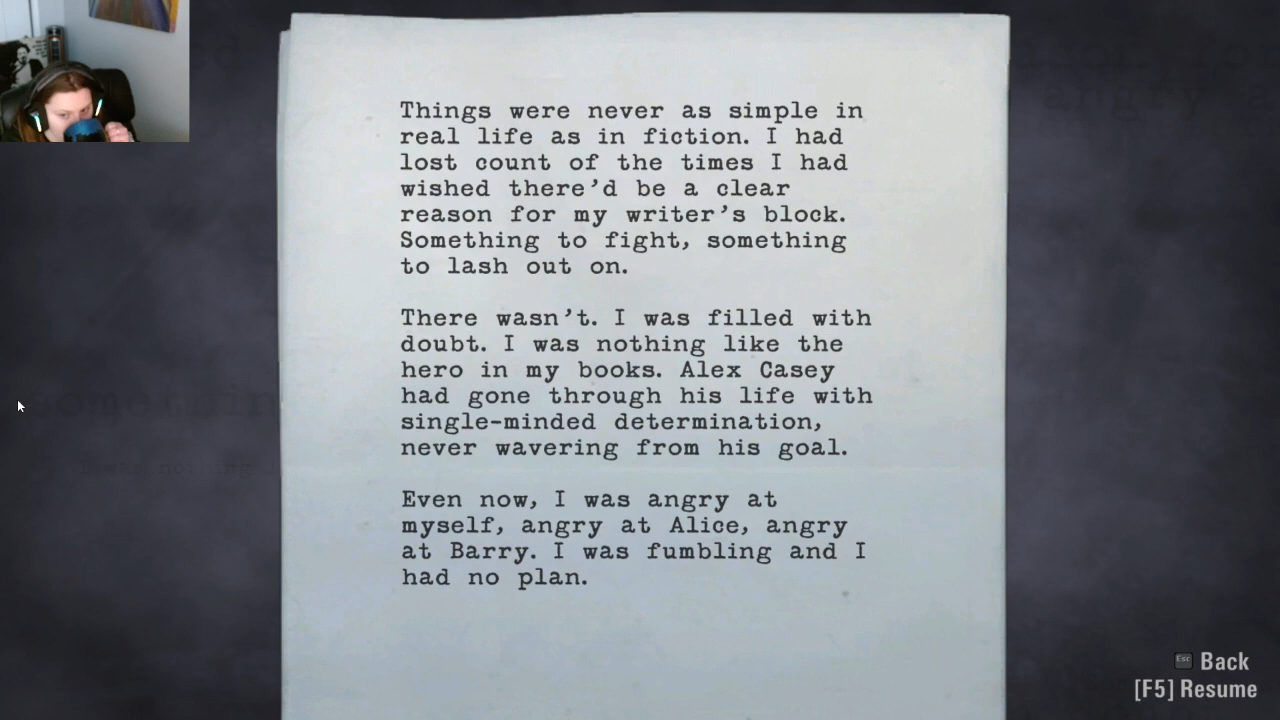 Things were never as simple in
real life as in fiction. I had
lost count of the times I had
wished there'd be a clear
reason for my writer's block.
Something to fight, something
to lash out on.
There wasn't. I was filled with
doubt. I was nothing like the
hero in my books. Alex Casey
had gone through his life with
single-minded determination,
never wavering from his goal.
Even now, I was angry at
myself, angry at Alice, angry
at Barry. I was fumbling and I
had no plan.
Esc Back
[F5] Resume